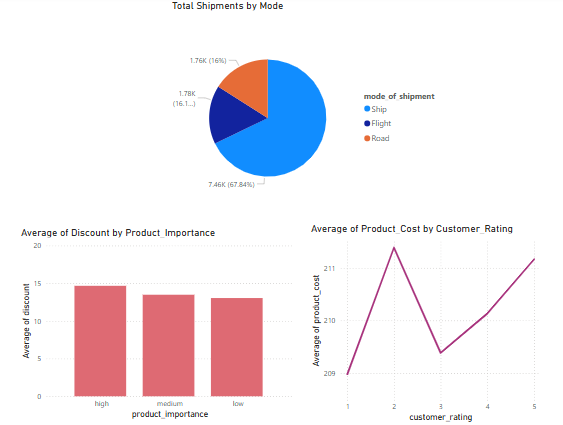 Total Shipments by Mode
1.76K (16%)
1.78K
(16.1...)
7.46K (67.84%)
mode of shipment
Ship
Flight
Road
Average of Discount by Product_Importance
20
15
10
5
0
Average of discount
high medium low
product_importance
Average of Product_Cost by Customer_Rating
211
210
209
Average of product_cost
1 2 3 4 5
customer_rating